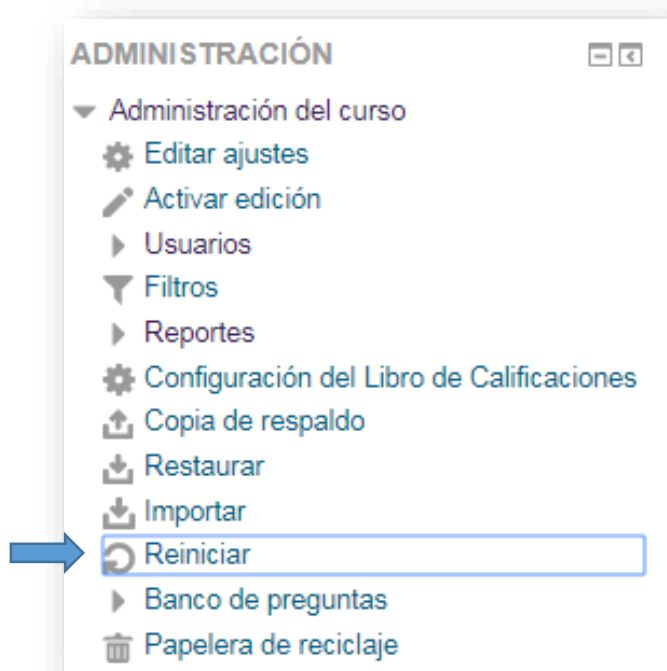 ADMINISTRACIÓN
Administración del curso
Editar ajustes
Activar edición
Usuarios
Filtros
Reportes
Configuración del Libro de Calificaciones
Copia de respaldo
Restaurar
Importar
Reiniciar
Banco de preguntas
Papelera de reciclaje